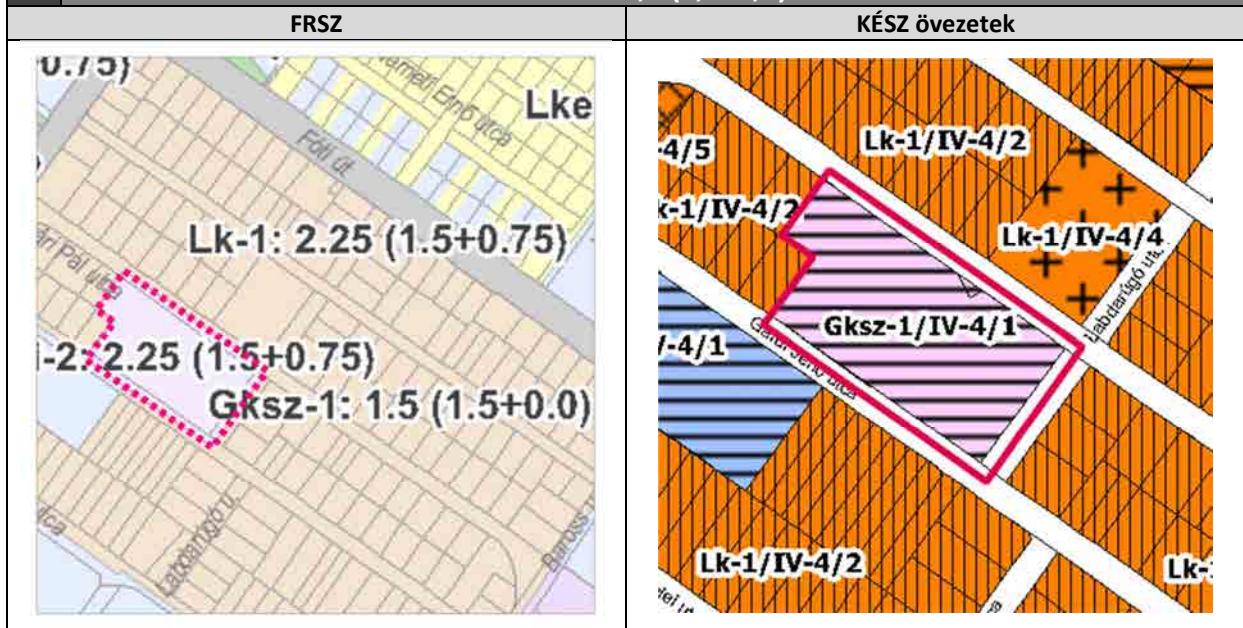 FRSZ
KÉSZ övezetek
0.75)
Lke
Fóti út
Lk-1: 2.25 (1.5+0.75)
i-2: 2.25 (1.5+0.75)
Gksz-1: 1.5 (1.5+0.0)
Labdarúgó u.
utca
Baross u
Lk-1/IV-4/2
-4/5
k-1/IV-4/2
Lk-1/IV-4/4
Labdarúgó ut
Gksz-1/IV-4/1
/-4/1
Lk-1/IV-4/2
Lk-